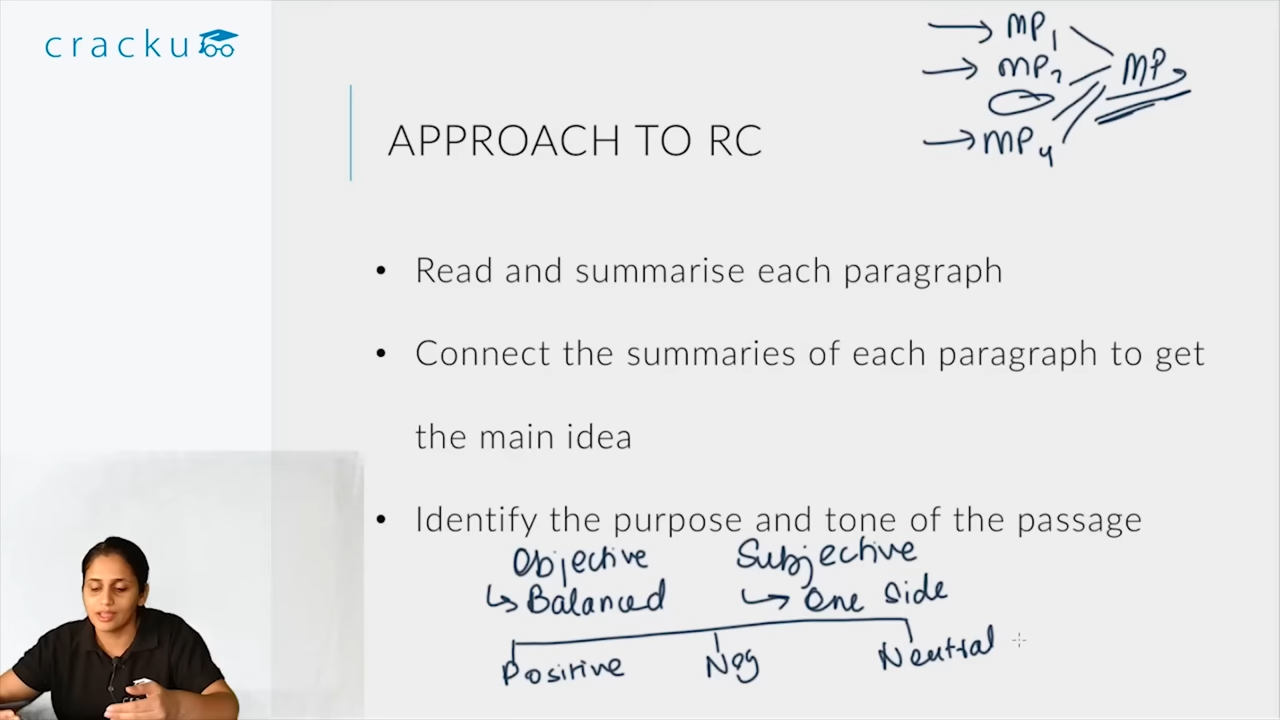 cracku
MP1
MP2
MP
MP4
APPROACH TO RC
• Read and summarise each paragraph
• Connect the summaries of each paragraph to get
the main idea
• Identify the purpose and tone of the passage
Objective Subjective
↳ Balanced ↳ One Side
Positive Neg Neutral